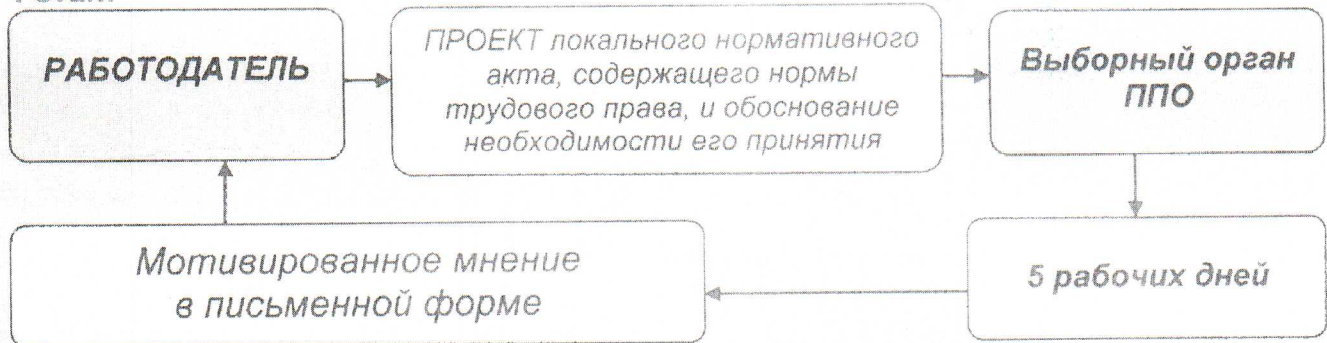 РАБОТОДАТЕЛЬ
ПРОЕКТ локального нормативного
акта, содержащего нормы
трудового права, и обоснование
необходимости его принятия
Выборный орган
ППО
5 рабочих дней
Мотивированное мнение
в письменной форме